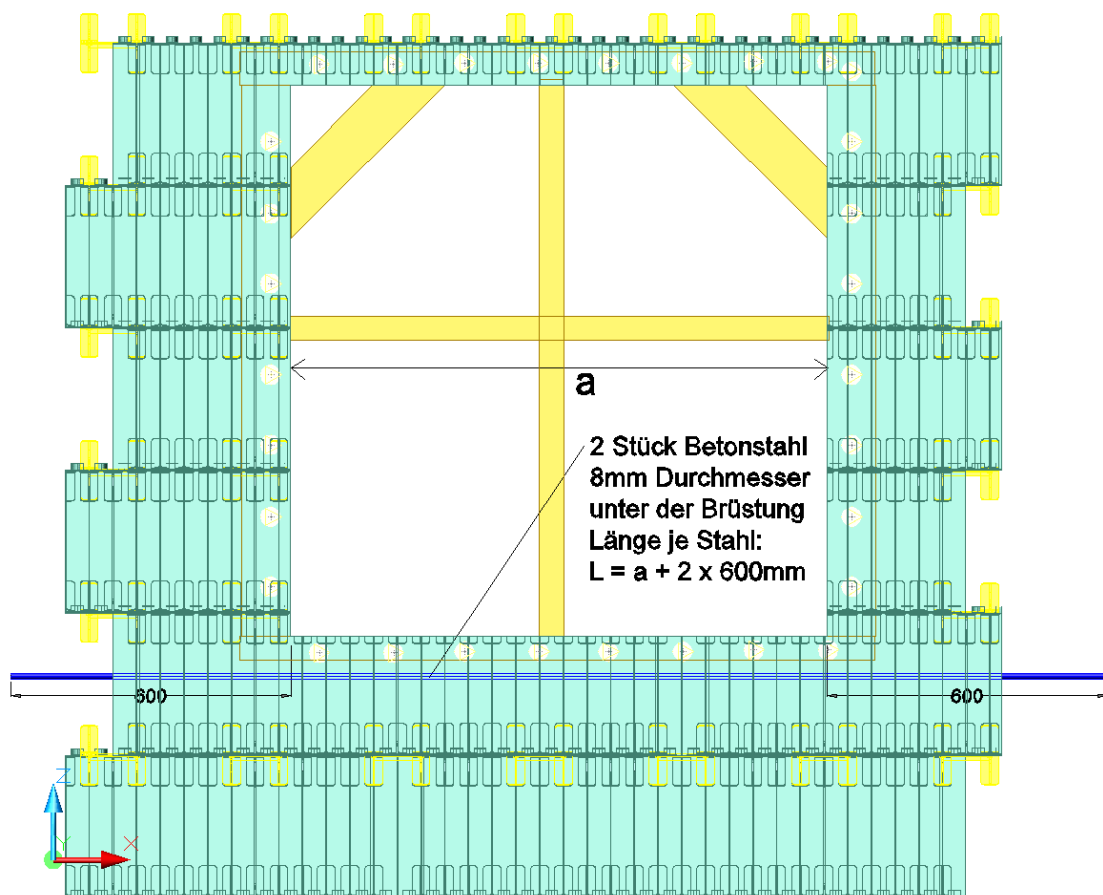 a
2 Stück Betonstahl
8mm Durchmesser
unter der Brüstung
Länge je Stahl:
L = a + 2 x 600mm
600
600
Z
Y
X